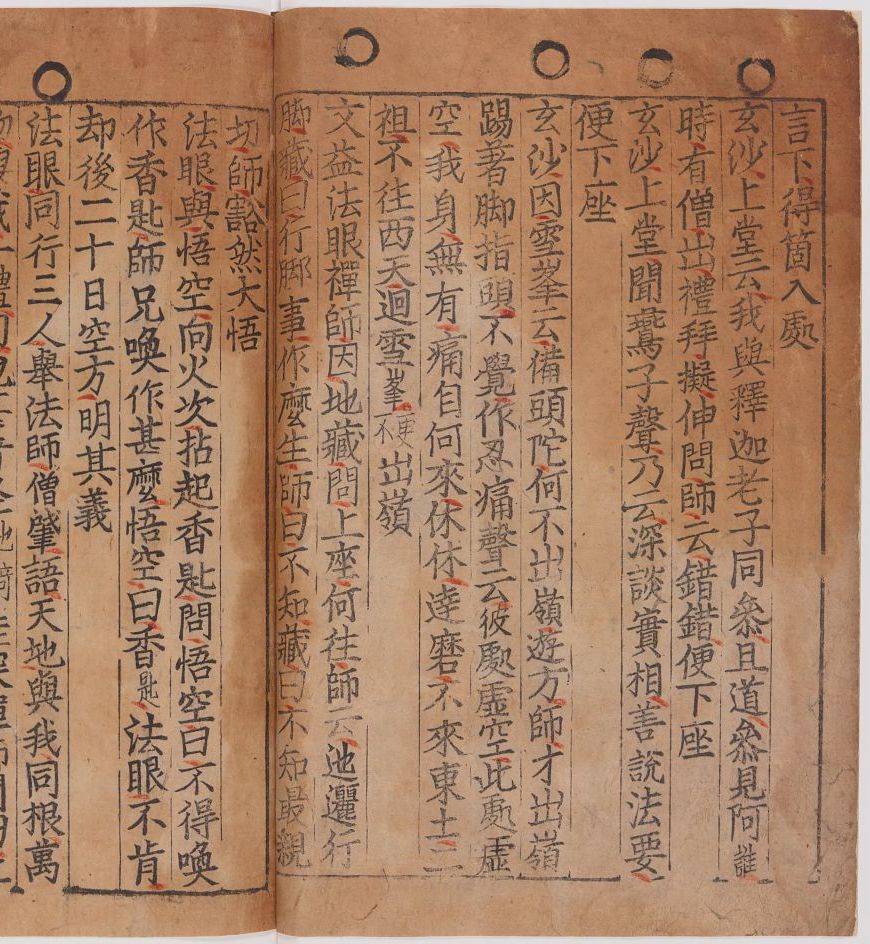 言下得箇入處
玄沙上堂云我與釋迦老子同叅且道叅見阿誰
時有僧出禮拜擬伸問師云錯錯便下座
玄沙上堂聞鷰子聲乃云深談實相善說法要
便下座
玄沙因雪峯云備頭陀何不出嶺遊方師才出嶺
踢著脚指頭不覺作忍痛聲云彼處虛空此處虛
空我身無有痛自何來休休達磨不來東土二
祖不往西天迴雪峯更不出嶺
文益法眼禪師因地藏問上座何往師云迆邐行
脚藏曰行脚事作麽生師曰不知藏曰不知最親
切師豁然大悟
法眼與悟空向火次拈起香匙問悟空曰不得喚
作香匙師兄喚作甚麽悟空曰香匙法眼不肯
却後二十日空方明其義
法眼同行三人舉法師僧肇語天地與我同根萬